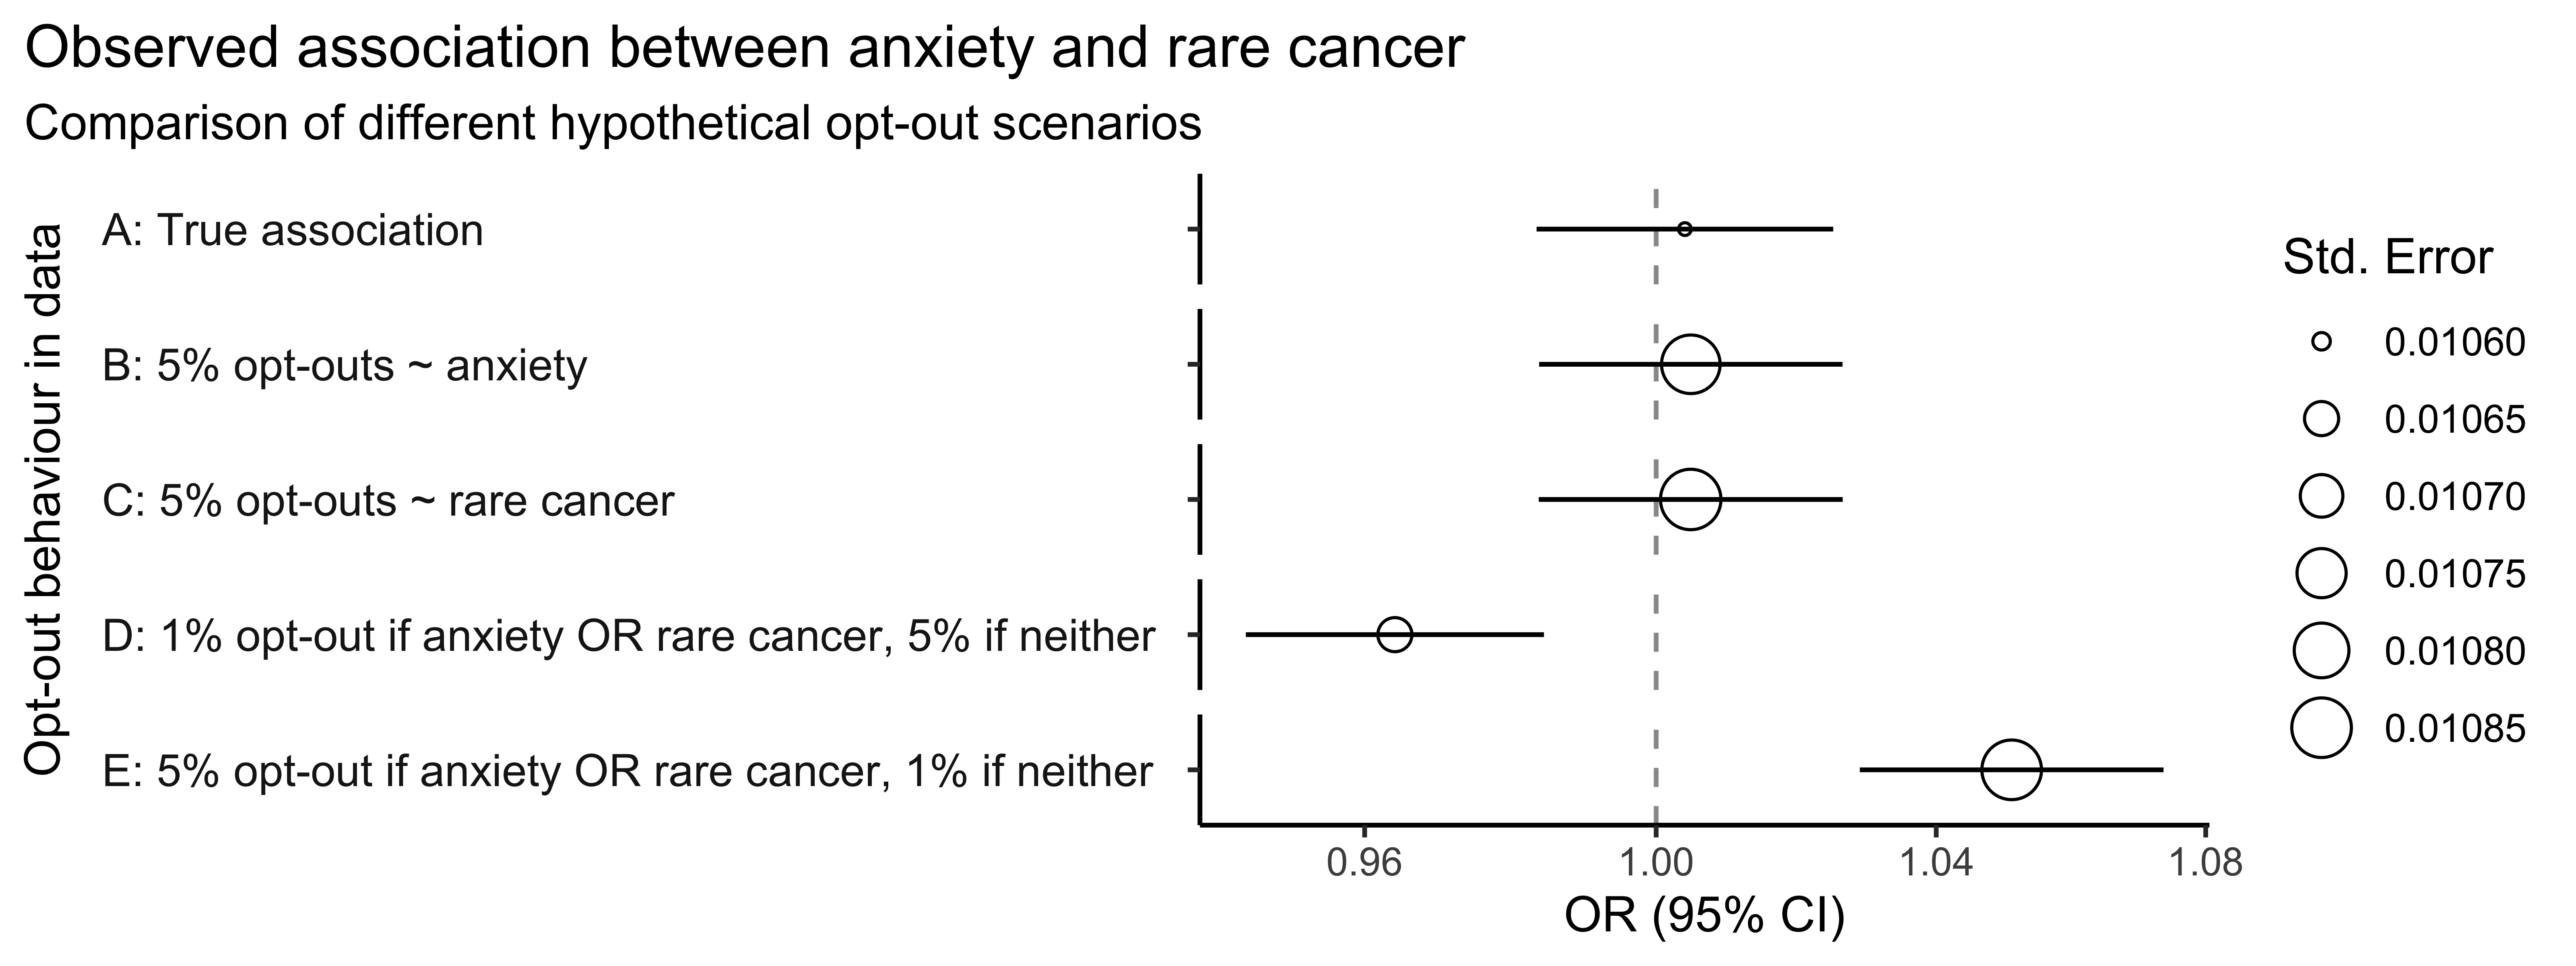 Observed association between anxiety and rare cancer
Comparison of different hypothetical opt-out scenarios
Opt-out behaviour in data
A: True association
B: 5% opt-outs ~ anxiety
C: 5% opt-outs ~ rare cancer
D: 1% opt-out if anxiety OR rare cancer, 5% if neither
E: 5% opt-out if anxiety OR rare cancer, 1% if neither
0.96 1.00 1.04 1.08
OR (95% CI)
Std. Error
0.01060
0.01065
0.01070
0.01075
0.01080
0.01085